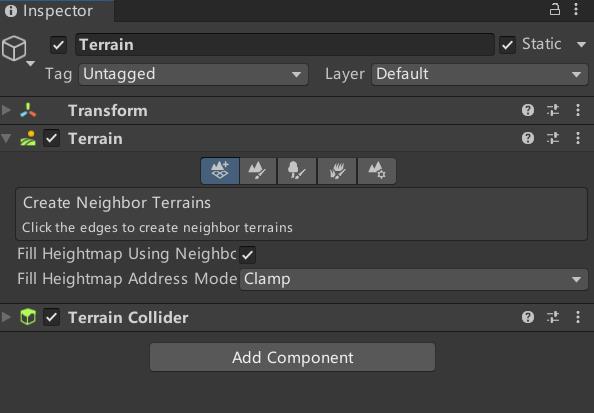 Inspector
Terrain
Static
Tag Untagged Layer Default
Transform
Terrain
Create Neighbor Terrains
Click the edges to create neighbor terrains
Fill Heightmap Using Neighbo
Fill Heightmap Address Mode Clamp
Terrain Collider
Add Component